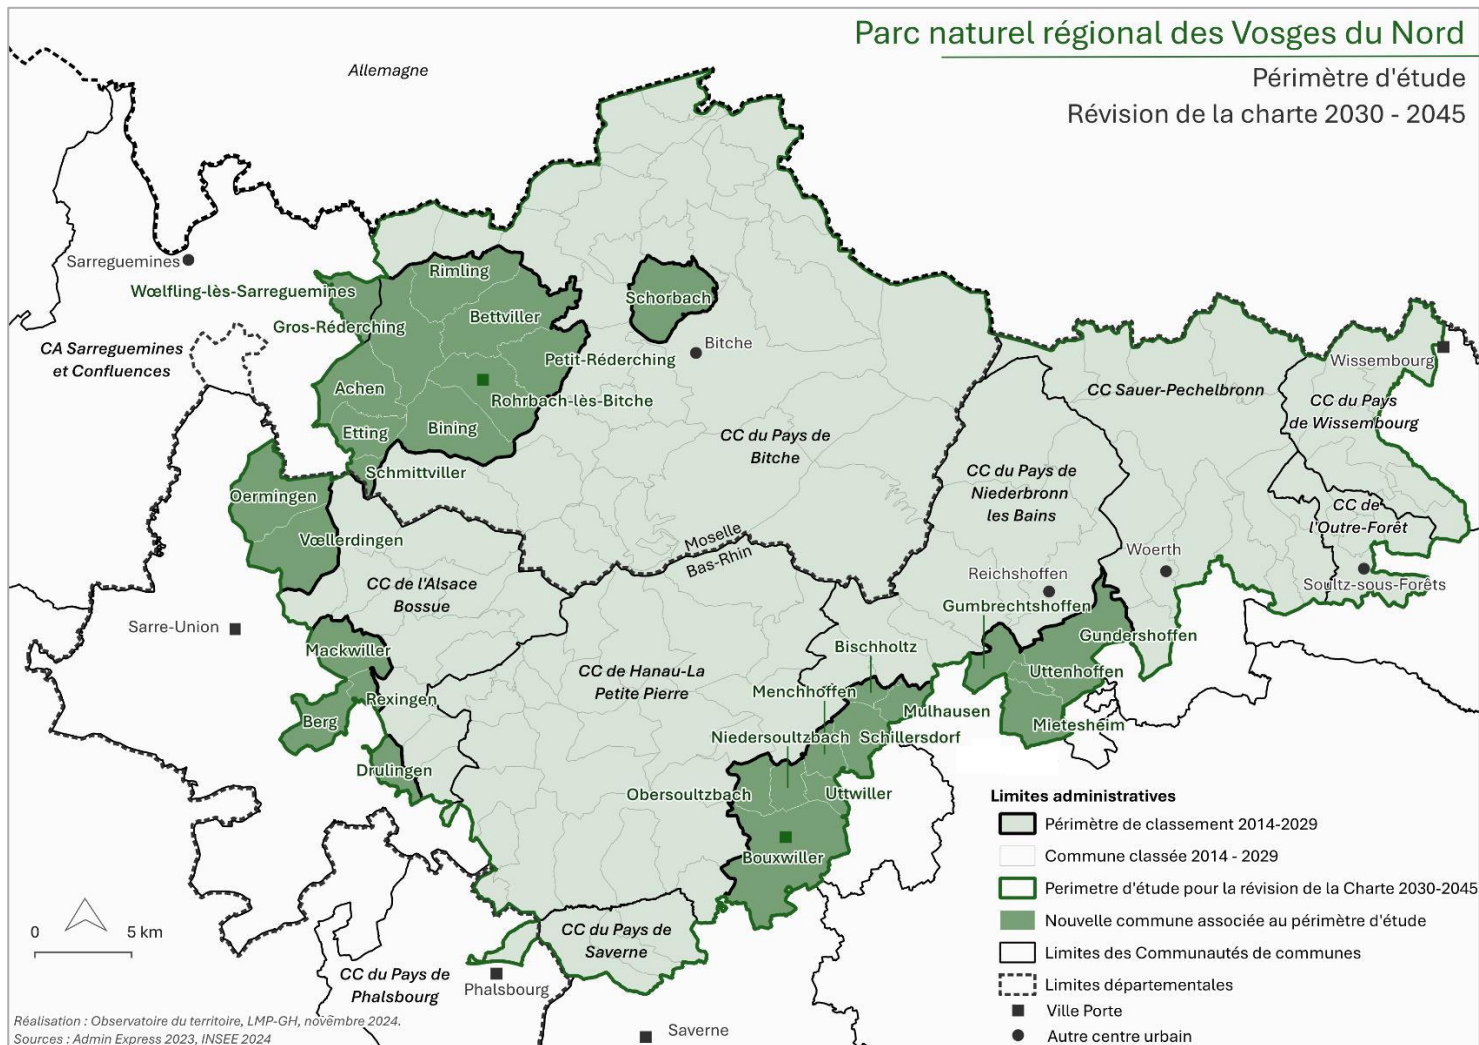 Parc naturel régional des Vosges du Nord
Périmètre d'étude
Révision de la charte 2030 - 2045
Allemagne
Sarreguemines
Wœlfling-lès-Sarreguemines
Gros-Réderching
CA Sarreguemines
et Confluences
Rimling
Bettviller
Schorbach
Bitche
Petit-Réderching
Achen
Rohrbach-lès-Bitche
Etting
Bining
Schmittviller
CC du Pays de
Bitche
CC Sauer-Pechelbronn
Wissembourg
CC du Pays
de Wissembourg
CC du Pays de
Niederbronn
les Bains
CC de
l'Outre-Forêt
Oermingen
Vœllerdingen
Moselle
Bas-Rhin
Woerth
Reichshoffen
Soultz-sous-Forêts
CC de l'Alsace
Bossue
Gumbrechtshoffen
Sarre-Union
Mackwiller
Gundershoffen
Bischholtz
CC de Hanau-La
Petite Pierre
Uttenhoffen
Rexingen
Menchhoffen
Berg
Mulhausen
Mietesheim
Niedersoultzbach
Schillersdorf
Drulingen
Obersoultzbach
Uttwiller
Bouxwiller
CC du Pays de
Saverne
CC du Pays de
Phalsbourg
Phalsbourg
Saverne
Limites administratives
Périmètre de classement 2014-2029
Commune classée 2014 - 2029
Perimetre d'étude pour la révision de la Charte 2030-2045
Nouvelle commune associée au périmètre d'étude
Limites des Communautés de communes
Limites départementales
Ville Porte
Autre centre urbain
0 5 km
Réalisation : Observatoire du territoire, LMP-GH, novembre 2024.
Sources : Admin Express 2023, INSEE 2024